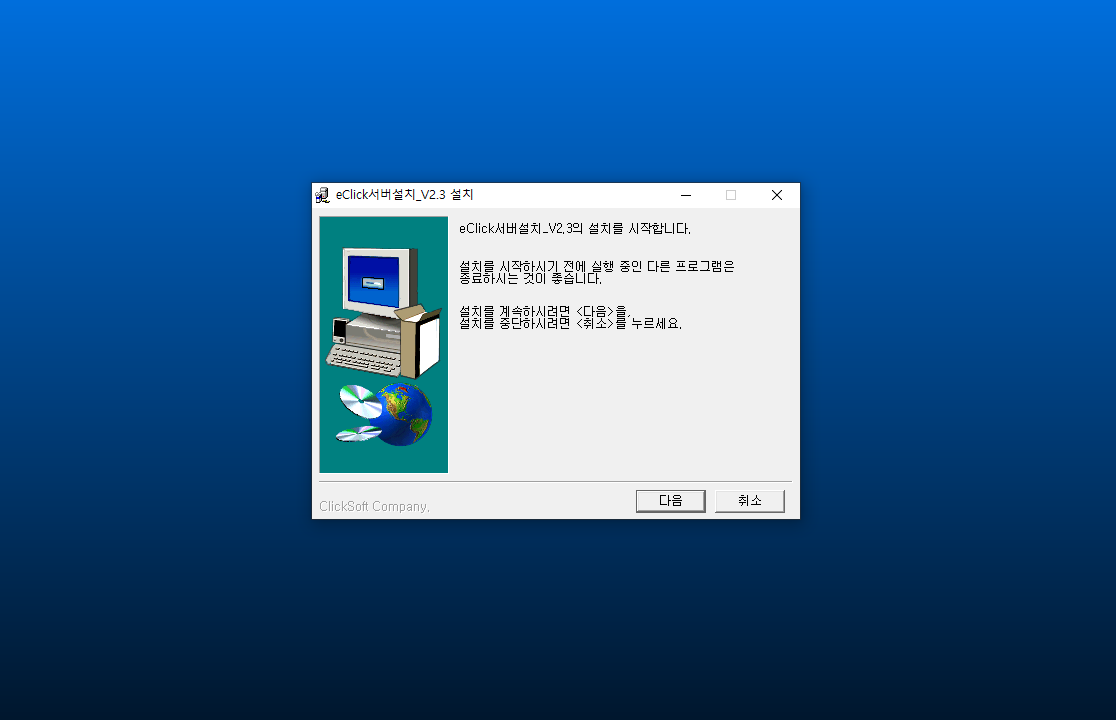 eClick서버설치_V2.3 설치
eClick서버설치_V2.3의 설치를 시작합니다.
설치를 시작하시기 전에 실행 중인 다른 프로그램은
종료하시는 것이 좋습니다.
설치를 계속하시려면 <다음>을,
설치를 중단하시려면 <취소>를 누르세요.
ClickSoft Company,
다음
취소